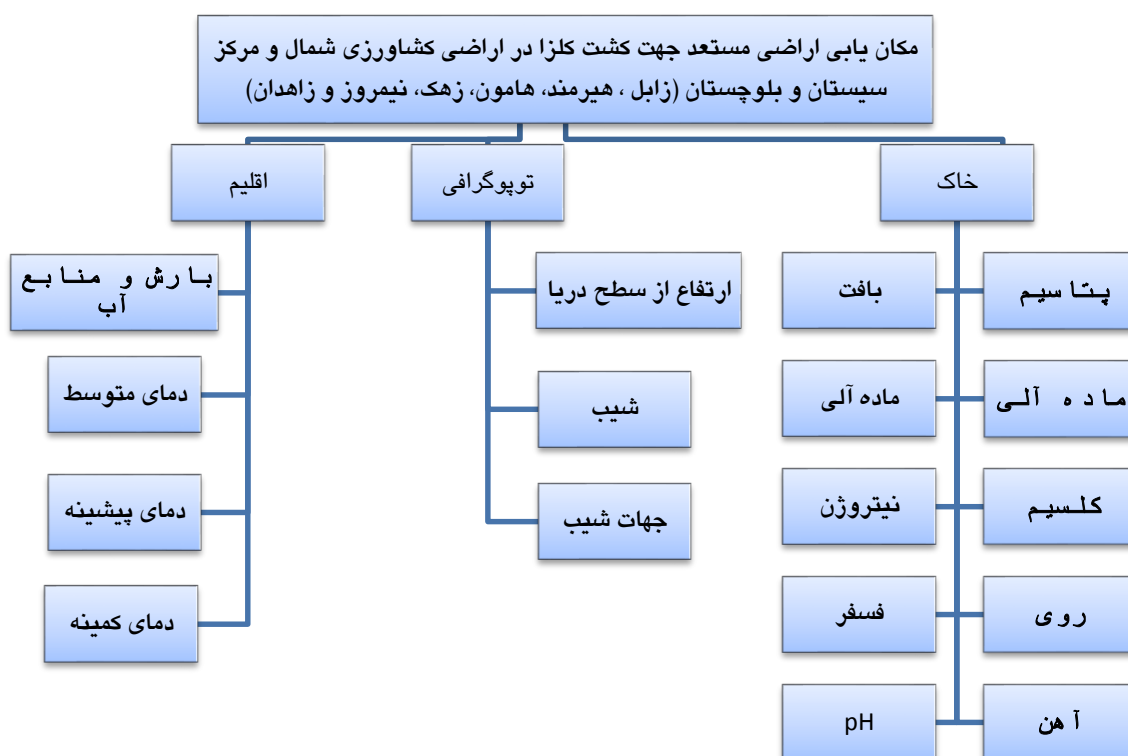 مکان یابی اراضی مستعد جهت کشت کلزا در اراضی کشاورزی شمال و مرکز
سیستان و بلوچستان (زابل ، هیرمند، هامون، زهک، نیمروز و زاهدان)
خاک
توپوگرافی
اقلیم
پتاسیم
بافت
ماده آلی
ماده آلی
کلسیم
نیتروژن
روی
فسفر
آهن
pH
ارتفاع از سطح دریا
شیب
جهات شیب
بارش و منابع
آب
دمای متوسط
دمای پیشینه
دمای کمینه